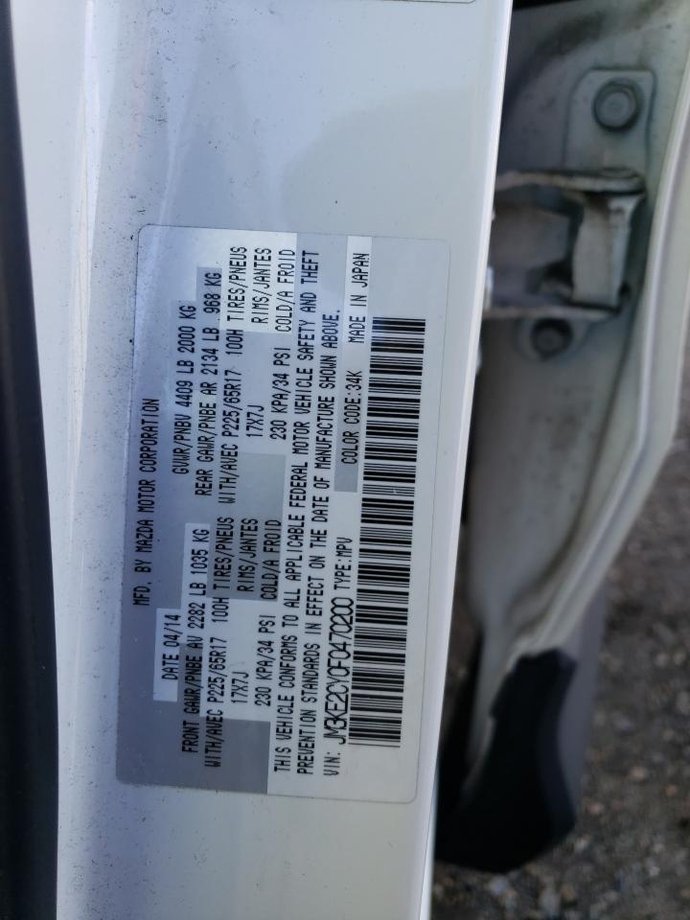 MFD. BY MAZDA MOTOR CORPORATION
DATE 04/14 GVWR/PNBV 4409 LB 2000 KG
FRONT GAWR/PNBE AV 2282 LB 1035 KG REAR GAWR/PNBE AR 2134 LB 968 KG
WITH/AVEC P225/65R17 100H TIRES/PNEUS WITH/AVEC P225/65R17 100H TIRES/PNEUS
17X7J RIMS/JANTES 17X7J RIMS/JANTES
230 KPA/34 PSI COLD/A FROID 230 KPA/34 PSI COLD/A FROID
THIS VEHICLE CONFORMS TO ALL APPLICABLE FEDERAL MOTOR VEHICLE SAFETY AND THEFT
PREVENTION STANDARDS IN EFFECT ON THE DATE OF MANUFACTURE SHOWN ABOVE.
VIN: JM3KE2CY0F0470200 TYPE:MPV COLOR CODE:34K MADE IN JAPAN